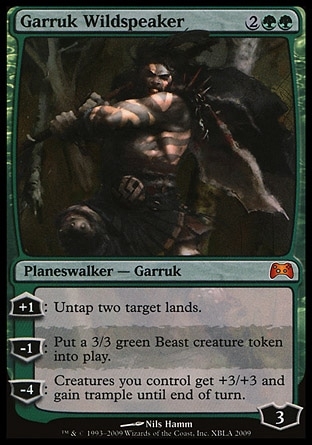 Garruk Wildspeaker 2
Planeswalker — Garruk
+1: Untap two target lands.
-1: Put a 3/3 green Beast creature token
into play.
-4: Creatures you control get +3/+3 and
gain trample until end of turn.
Nils Hamm
3
™ & © 1993–2009 Wizards of the Coast, Inc. XBLA 2009